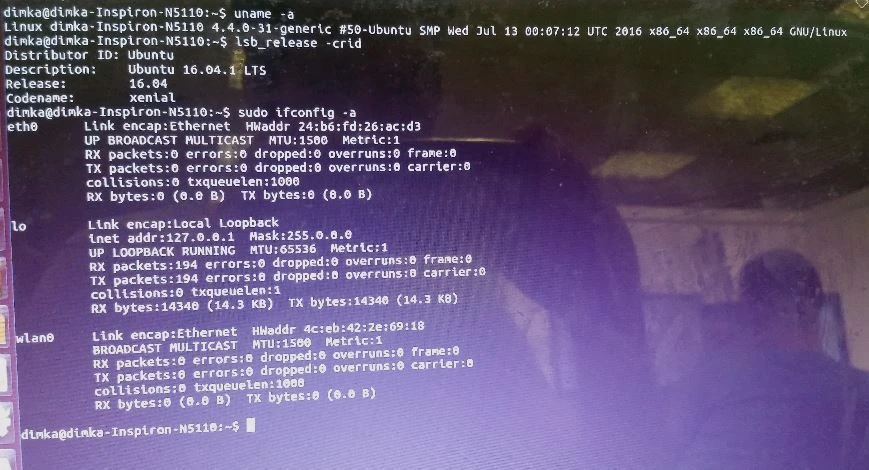 dimka@dimka-Inspiron-N5110:~$ uname -a
Linux dimka-Inspiron-N5110 4.4.0-31-generic #50-Ubuntu SMP Wed Jul 13 00:07:12 UTC 2016 x86_64 x86_64 x86_64 GNU/Linux
dimka@dimka-Inspiron-N5110:~$ lsb_release -crid
Distributor ID: Ubuntu
Description: Ubuntu 16.04.1 LTS
Release: 16.04
Codename: xenial
dimka@dimka-Inspiron-N5110:~$ sudo ifconfig -a
eth0 Link encap:Ethernet HWaddr 24:b6:fd:26:ac:d3
UP BROADCAST MULTICAST MTU:1500 Metric:1
RX packets:0 errors:0 dropped:0 overruns:0 frame:0
TX packets:0 errors:0 dropped:0 overruns:0 carrier:0
collisions:0 txqueuelen:1000
RX bytes:0 (0.0 B) TX bytes:0 (0.0 B)
lo Link encap:Local Loopback
inet addr:127.0.0.1 Mask:255.0.0.0
UP LOOPBACK RUNNING MTU:65536 Metric:1
RX packets:194 errors:0 dropped:0 overruns:0 frame:0
TX packets:194 errors:0 dropped:0 overruns:0 carrier:0
collisions:0 txqueuelen:1
RX bytes:14340 (14.3 KB) TX bytes:14340 (14.3 KB)
wlan0 Link encap:Ethernet HWaddr 4c:eb:42:2e:69:18
BROADCAST MULTICAST MTU:1500 Metric:1
RX packets:0 errors:0 dropped:0 overruns:0 frame:0
TX packets:0 errors:0 dropped:0 overruns:0 carrier:0
collisions:0 txqueuelen:1000
RX bytes:0 (0.0 B) TX bytes:0 (0.0 B)
dimka@dimka-Inspiron-N5110:~$